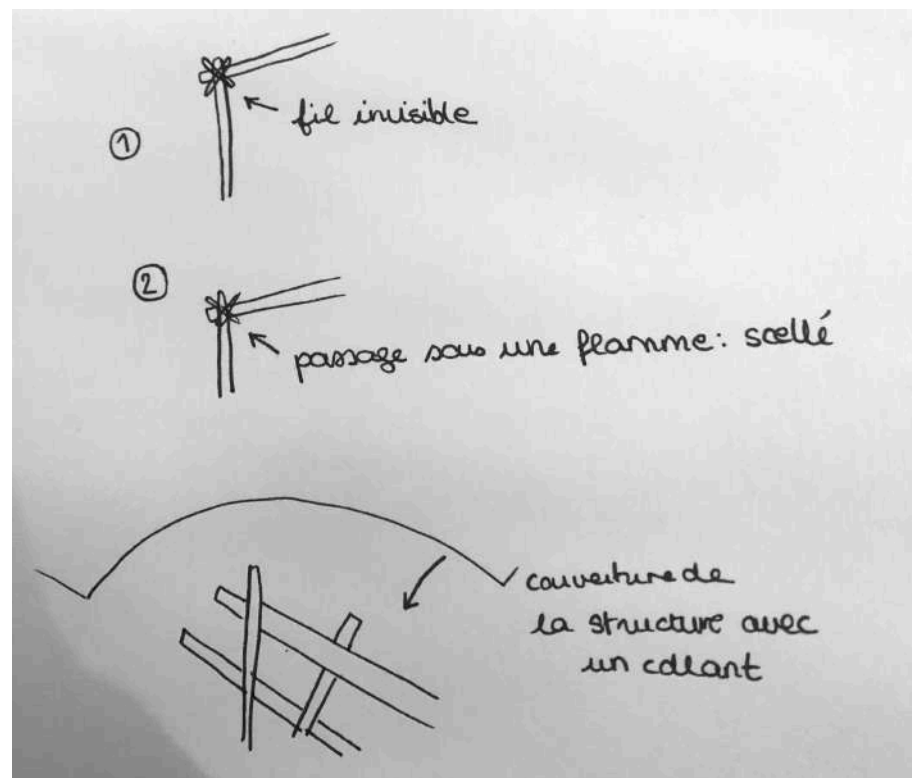 fil invisible
1
2
passage sous une flamme: scellé
couverture de
la structure avec
un collant